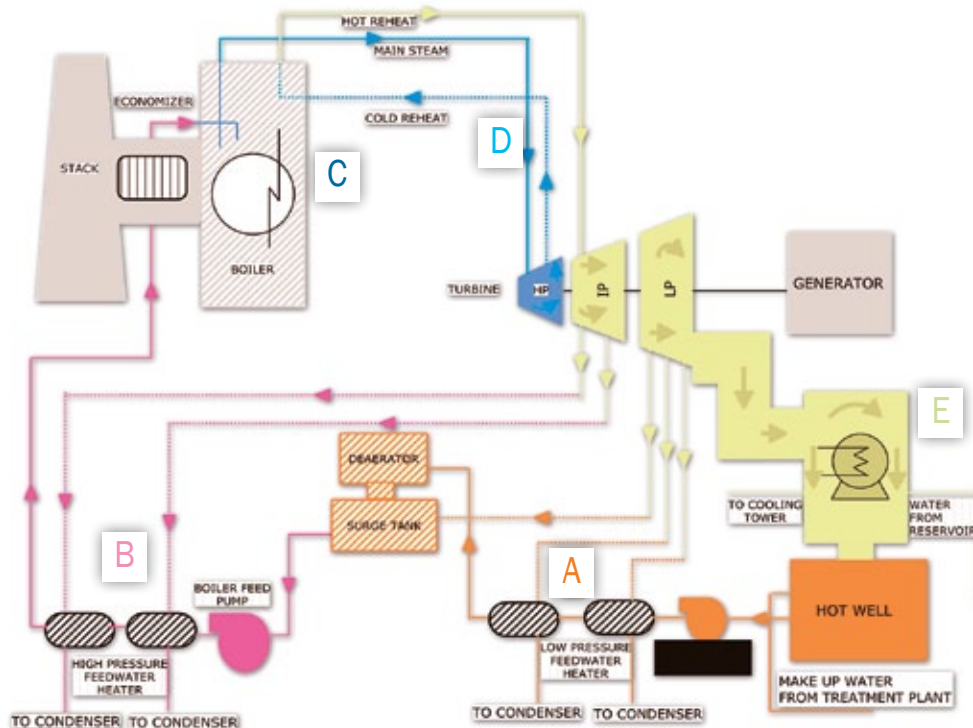 HOT REHEAT
MAIN STEAM
ECONOMIZER
COLD REHEAT
D
STACK
C
BOILER
TURBINE
HP
IP
LP
GENERATOR
E
DEAERATOR
SURGE TANK
TO COOLING
TOWER
WATER
FROM
RESERVOIR
B
A
BOILER FEED
PUMP
HOT WELL
HIGH PRESSURE
FEEDWATER
HEATER
LOW PRESSURE
FEEDWATER
HEATER
MAKE UP WATER
FROM TREATMENT PLANT
TO CONDENSER
TO CONDENSER
TO CONDENSER
TO CONDENSER